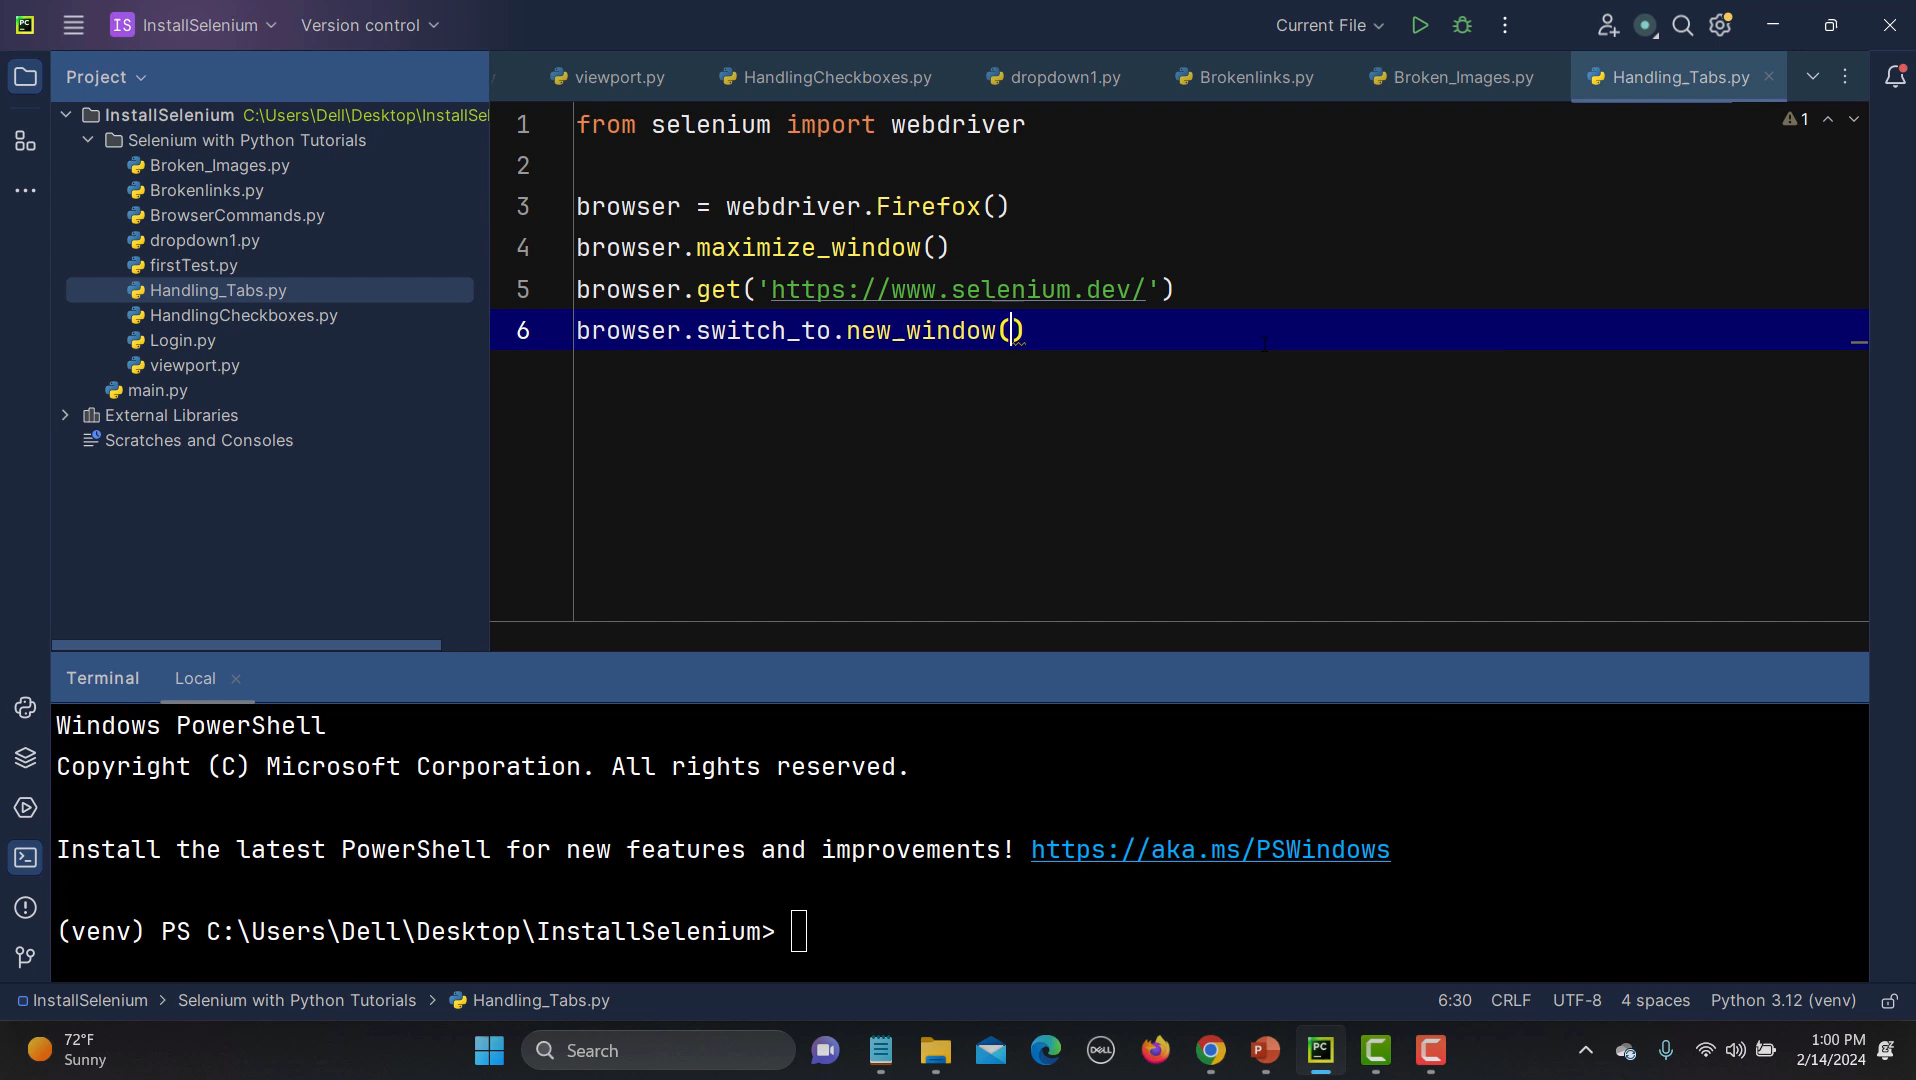 PC
IS InstallSelenium
Version control
Current File
Project
viewport.py
HandlingCheckboxes.py
dropdown1.py
Brokenlinks.py
Broken_Images.py
Handling_Tabs.py
InstallSelenium C:\Users\Dell\Desktop\InstallSel
Selenium with Python Tutorials
Broken_Images.py
Brokenlinks.py
BrowserCommands.py
dropdown1.py
firstTest.py
Handling_Tabs.py
HandlingCheckboxes.py
Login.py
viewport.py
main.py
External Libraries
Scratches and Consoles
1 from selenium import webdriver
2
3 browser = webdriver.Firefox()
4 browser.maximize_window()
5 browser.get('https://www.selenium.dev/')
6 browser.switch_to.new_window()
1
Terminal
Local
Windows PowerShell
Copyright (C) Microsoft Corporation. All rights reserved.
Install the latest PowerShell for new features and improvements! https://aka.ms/PSWindows
(venv) PS C:\Users\Dell\Desktop\InstallSelenium>
InstallSelenium > Selenium with Python Tutorials > Handling_Tabs.py
6:30 CRLF UTF-8 4 spaces Python 3.12 (venv)
72°F
Sunny
Search
DELL
PC
1:00 PM
2/14/2024